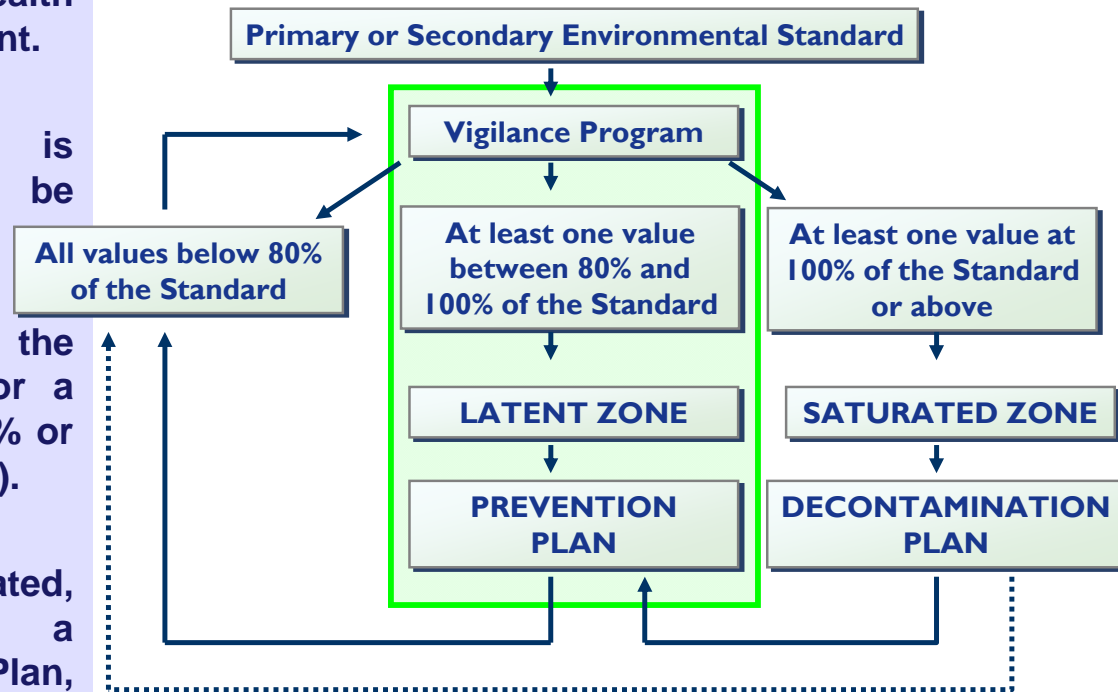 nt.
is
be
the
or a
% or
).
a
Plan,
Primary or Secondary Environmental Standard
Vigilance Program
All values below 80%
of the Standard
At least one value
between 80% and
100% of the Standard
At least one value at
100% of the Standard
or above
LATENT ZONE
SATURATED ZONE
PREVENTION
PLAN
DECONTAMINATION
PLAN